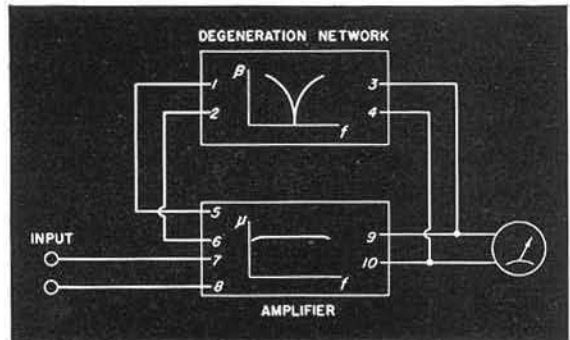 DEGENERATION NETWORK
1
β
3
2
4
f
5
μ
9
6
INPUT
7
10
8
f
AMPLIFIER